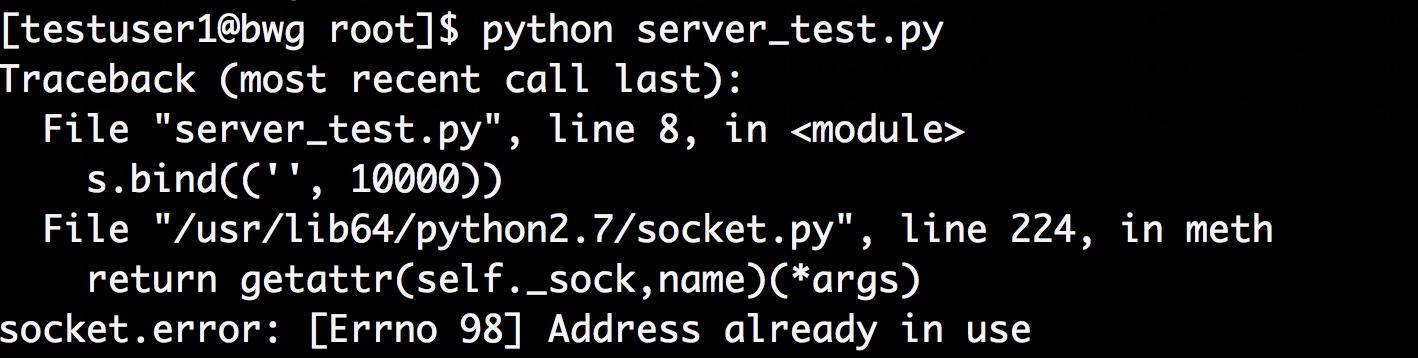 [testuser1@bwg root]$ python server_test.py
Traceback (most recent call last):
  File "server_test.py", line 8, in <module>
    s.bind(('', 10000))
  File "/usr/lib64/python2.7/socket.py", line 224, in meth
    return getattr(self._sock,name)(*args)
socket.error: [Errno 98] Address already in use